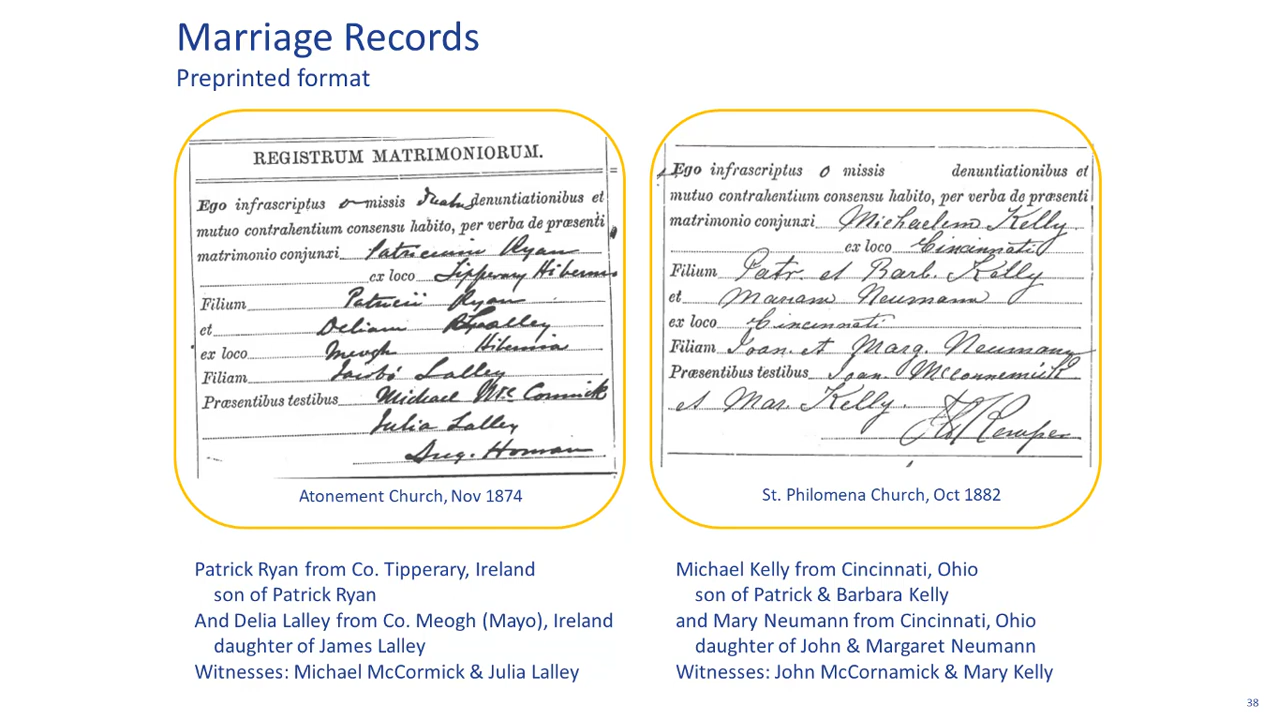 Marriage Records
Preprinted format
REGISTRUM MATRIMONIORUM.
Ego infrascriptus o missis denuntiationibus et
mutuo contrahentium consensu habito, per verba de præsenti
matrimonio conjunxi Patricium Ryan
ex loco Tipperary Hibernia
Filium Patricii Ryan
et Deliam Lalley
ex loco Meogh Hibernia
Filiam Jacobi Lalley
Præsentibus testibus Michael McCormick
Julia Lalley
Aug. Homan
Atonement Church, Nov 1874
Ego infrascriptus o missis denuntiationibus et
mutuo contrahentium consensu habito, per verba de præsenti
matrimonio conjunxi Michaelem Kelly
ex loco Cincinnati
Filium Patr. et Barb. Kelly
et Mariam Neumann
ex loco Cincinnati
Filiam Joan. et Marg. Neumann
Præsentibus testibus Joan.
et Mar. Kelly.
Kemper
St. Philomena Church, Oct 1882
Patrick Ryan from Co. Tipperary, Ireland
son of Patrick Ryan
And Delia Lalley from Co. Meogh (Mayo), Ireland
daughter of James Lalley
Witnesses: Michael McCormick & Julia Lalley
Michael Kelly from Cincinnati, Ohio
son of Patrick & Barbara Kelly
and Mary Neumann from Cincinnati, Ohio
daughter of John & Margaret Neumann
Witnesses: John McCornamick & Mary Kelly
38